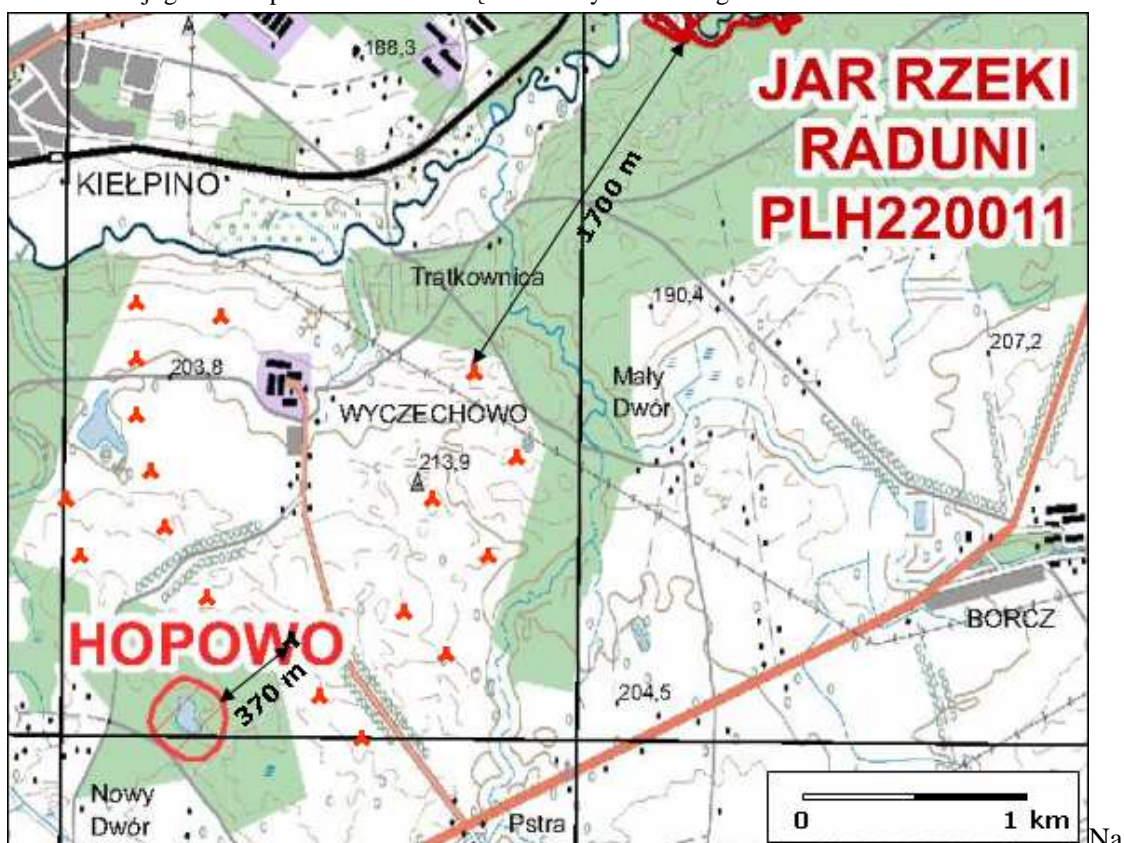 188,3
JAR RZEKI
RADUNI
PLH220011
KIEŁPINO
1700 m
Trątkownica
190,4
207,2
203,8
Mały
Dwór
WYCZECHOWO
213,9
HOPOWO
370 m
BORCZ
204,5
Nowy
Dwór
Pstra
0 1 km
Na